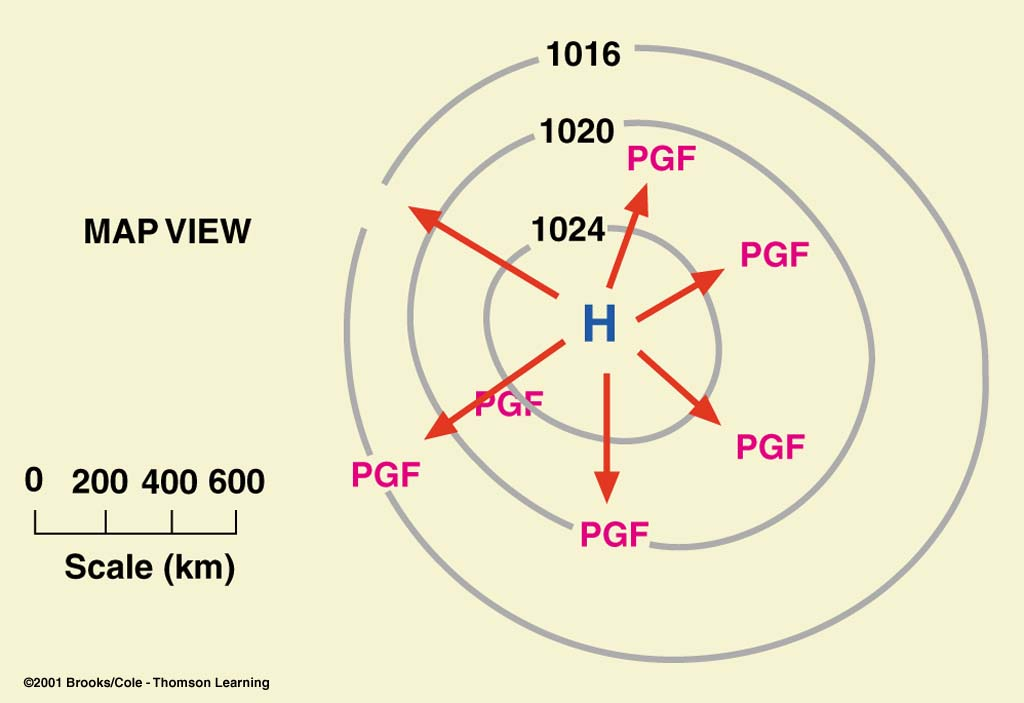 1016
1020
PGF
1024
MAP VIEW
PGF
H
PGF
PGF
PGF
PGF
0 200 400 600
Scale (km)
©2001 Brooks/Cole - Thomson Learning